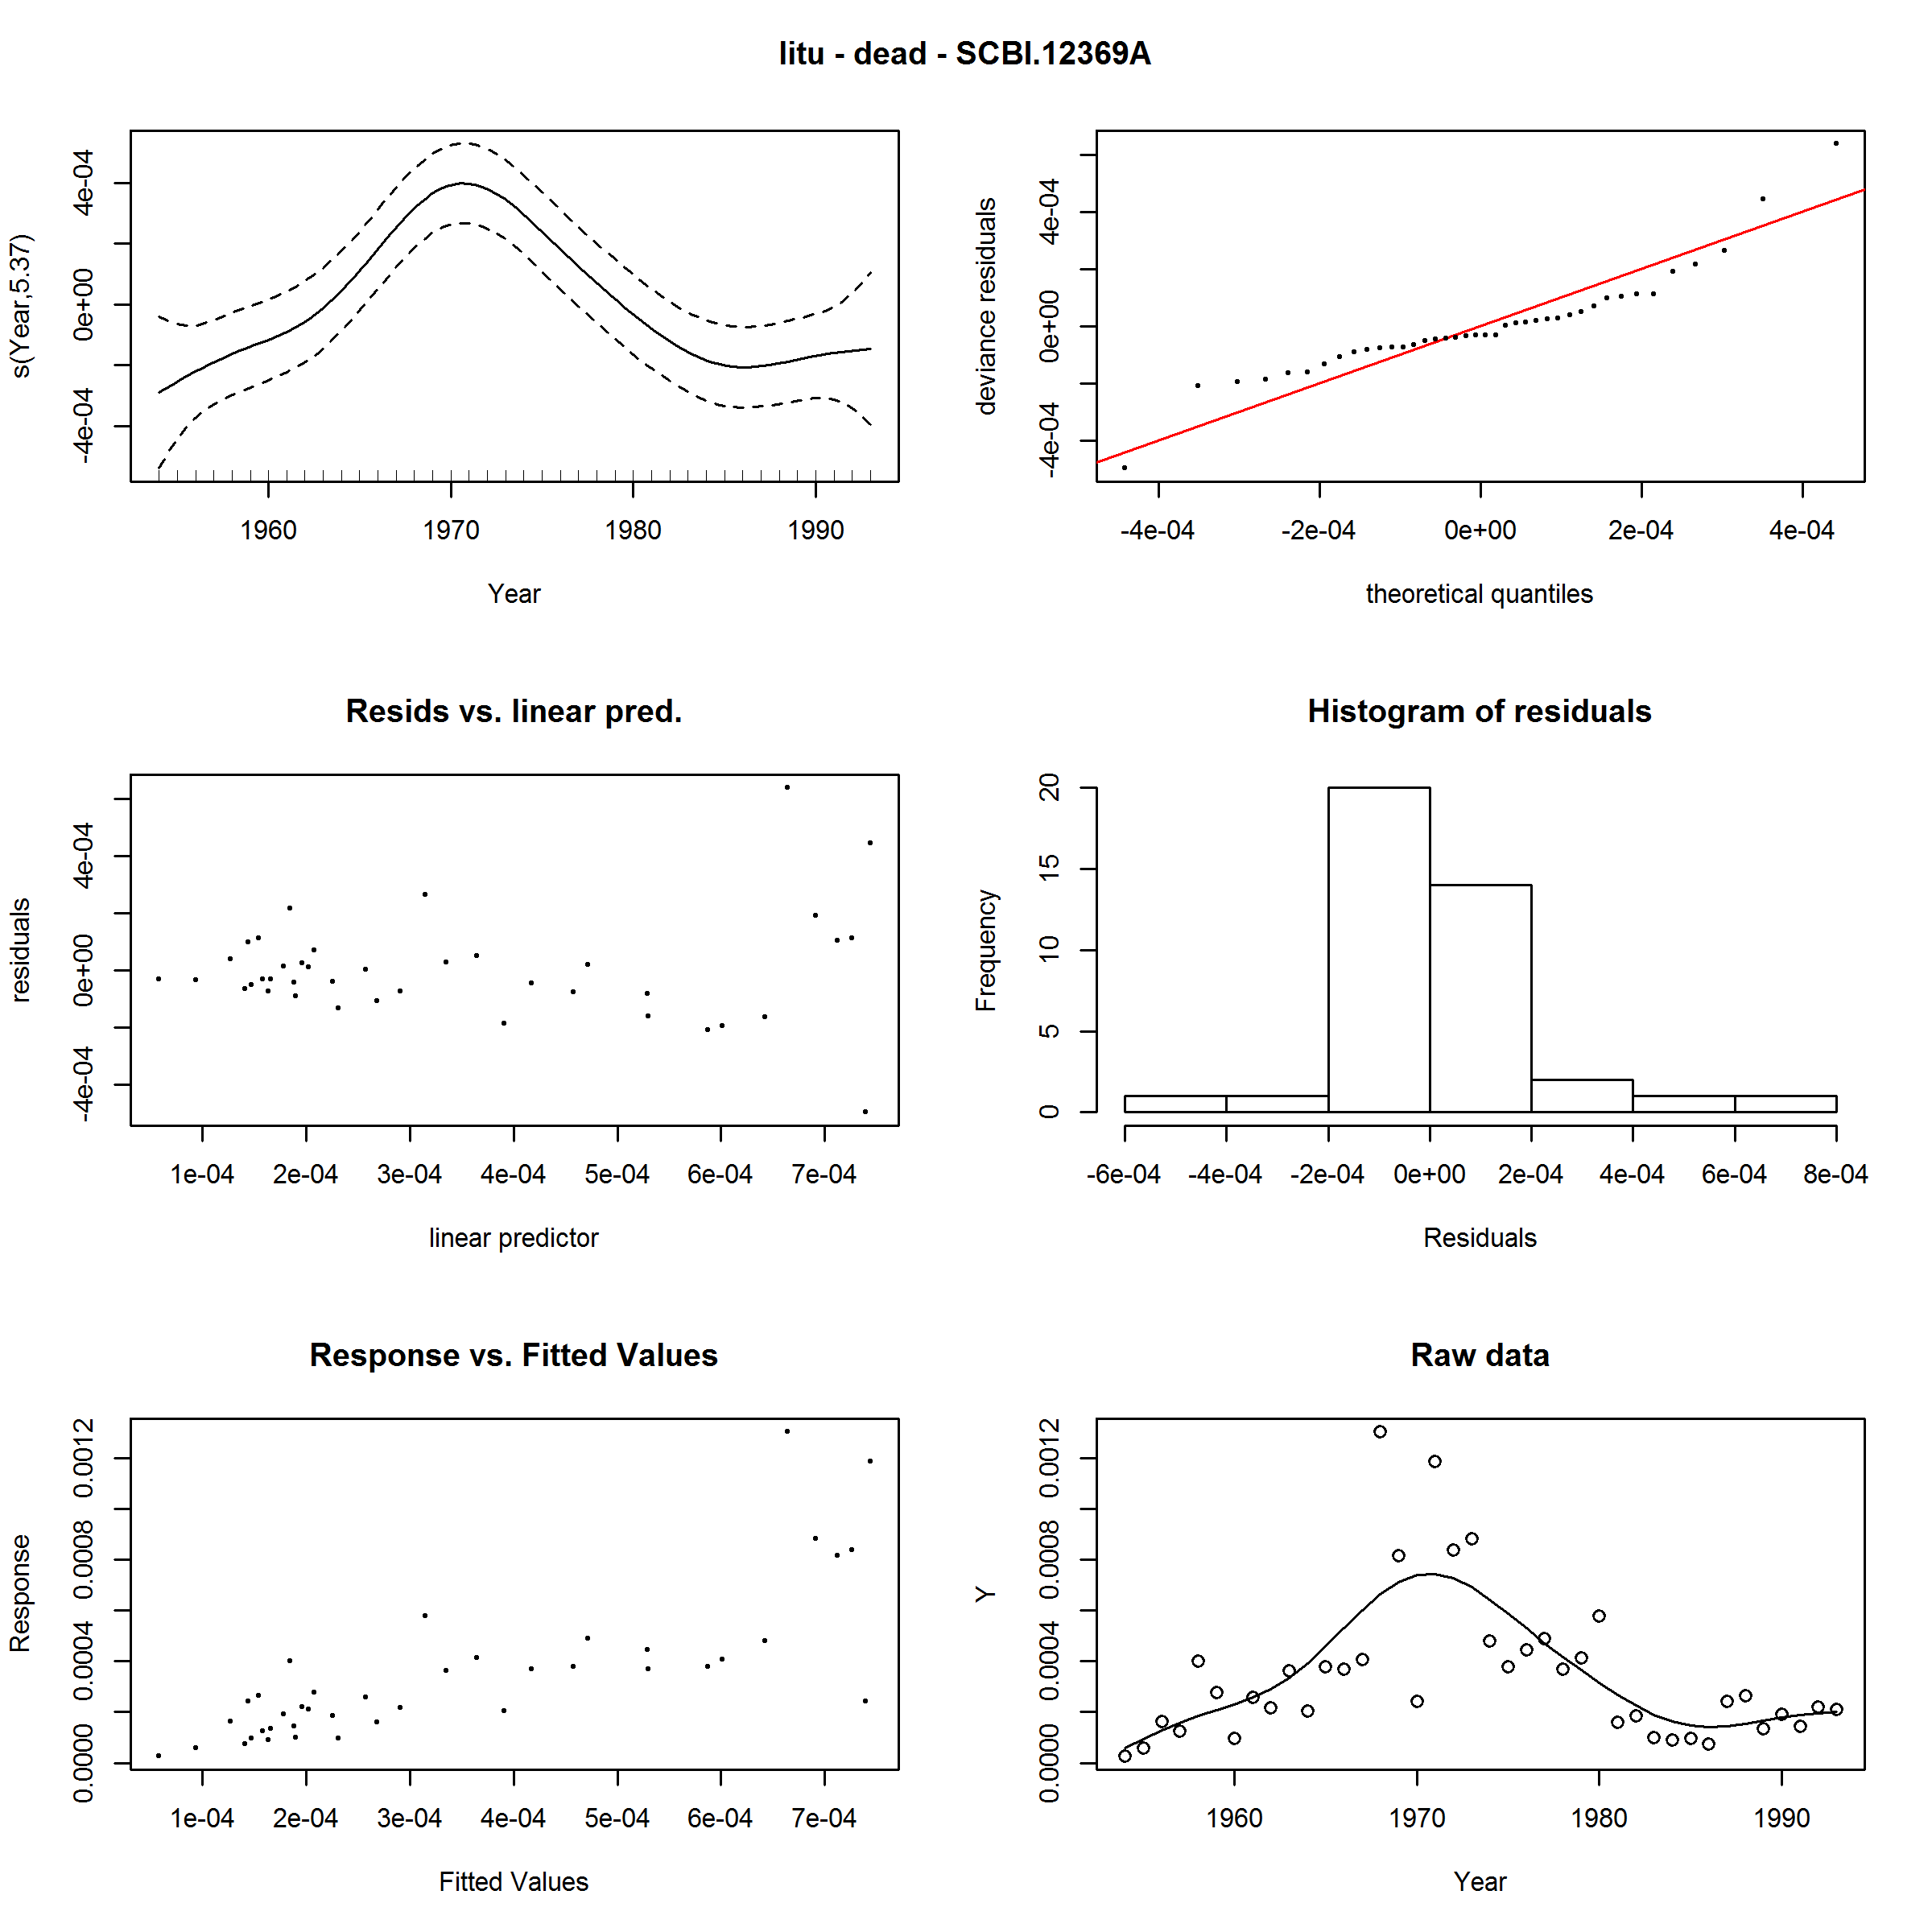 litu - dead - SCBI.12369A
s(Year,5.37)
-4e-04 0e+00 4e-04
1960 1970 1980 1990
Year
deviance residuals
-4e-04 0e+00 4e-04
-4e-04 -2e-04 0e+00 2e-04 4e-04
theoretical quantiles
Resids vs. linear pred.
residuals
-4e-04 0e+00 4e-04
1e-04 2e-04 3e-04 4e-04 5e-04 6e-04 7e-04
linear predictor
Histogram of residuals
Frequency
0 5 10 15 20
-6e-04 -4e-04 -2e-04 0e+00 2e-04 4e-04 6e-04 8e-04
Residuals
Response vs. Fitted Values
Response
0.0000 0.0004 0.0008 0.0012
1e-04 2e-04 3e-04 4e-04 5e-04 6e-04 7e-04
Fitted Values
Raw data
Y
0.0000 0.0004 0.0008 0.0012
1960 1970 1980 1990
Year